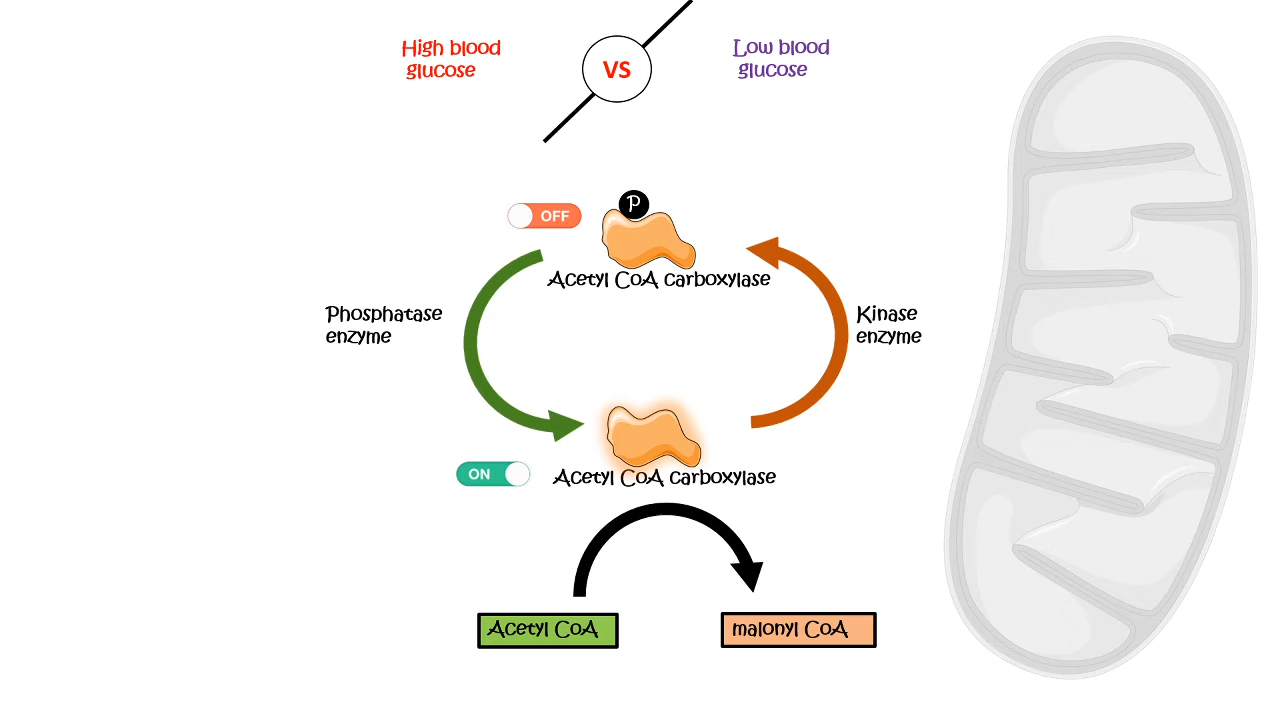 High blood
glucose
VS
Low blood
glucose
OFF
P
Acetyl CoA carboxylase
Phosphatase
enzyme
Kinase
enzyme
ON
Acetyl CoA carboxylase
Acetyl CoA
malonyl CoA